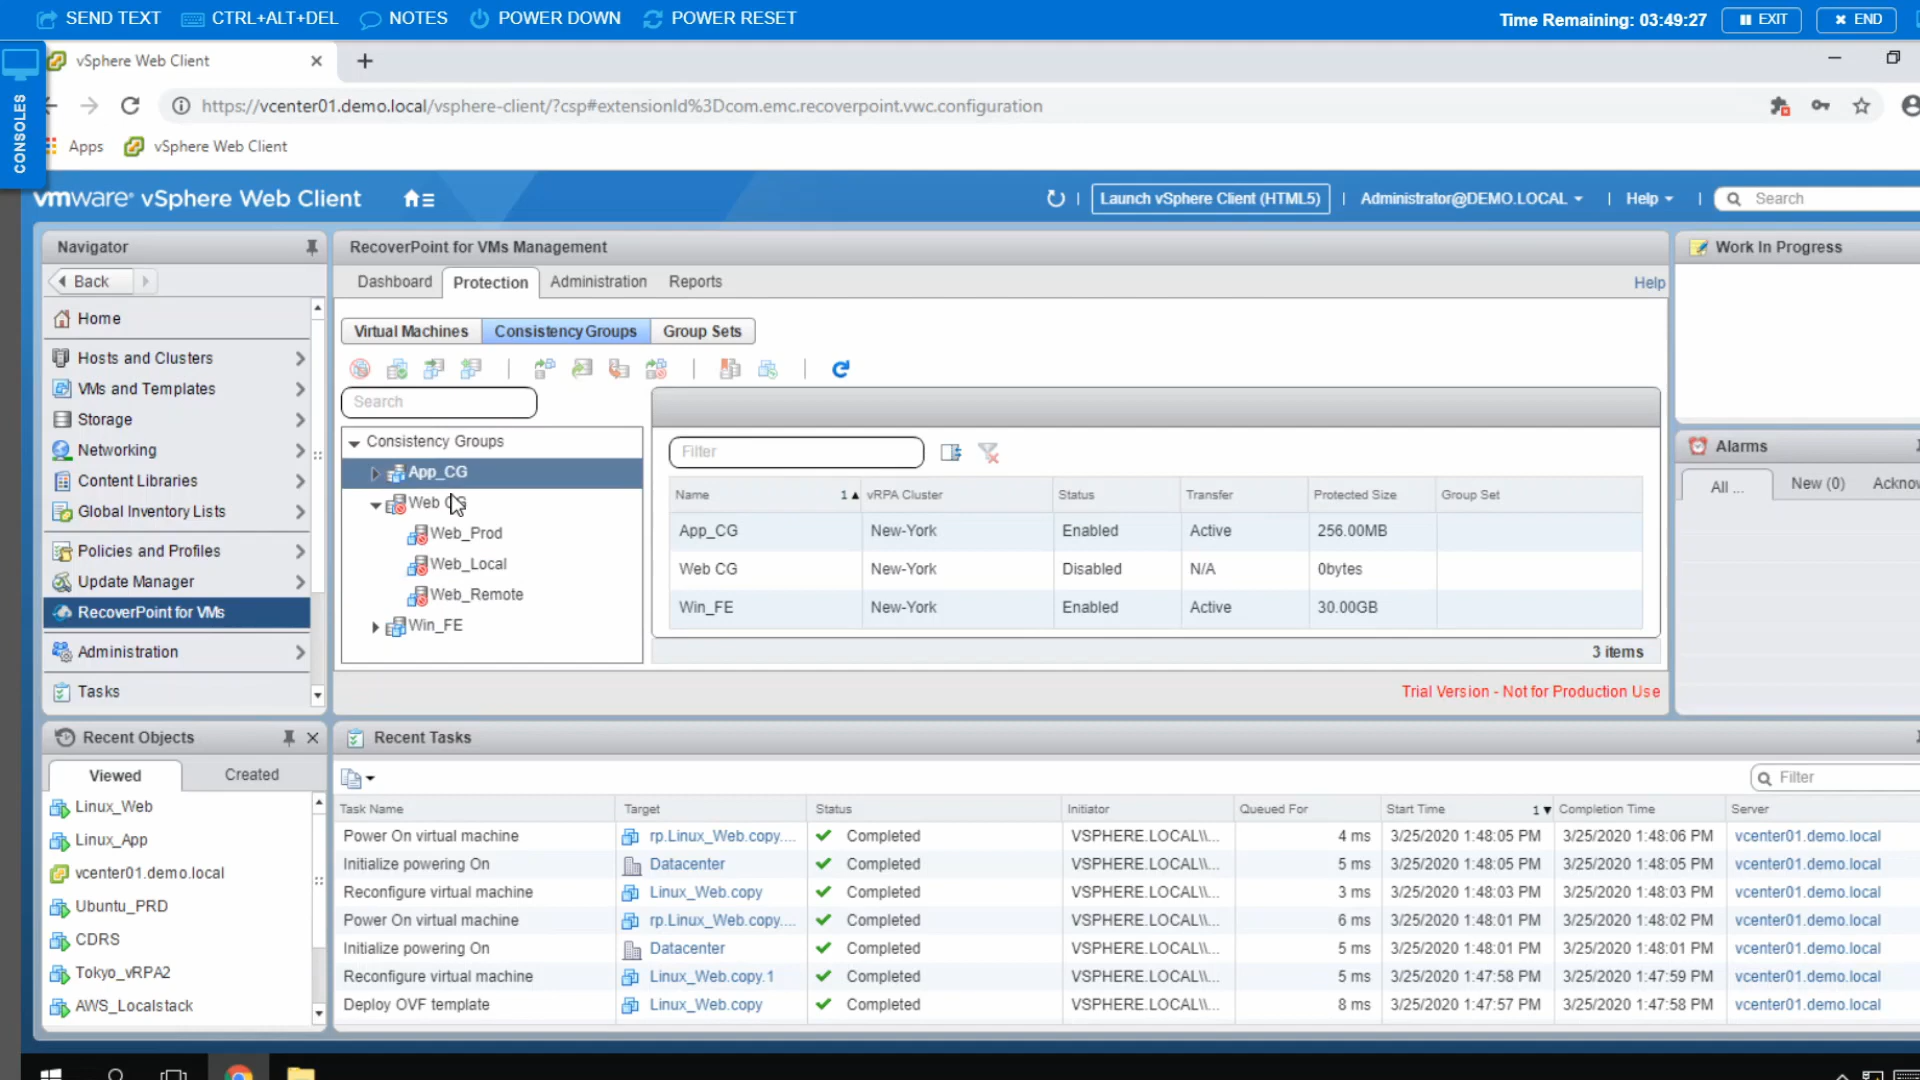 SEND TEXT CTRL+ALT+DEL NOTES POWER DOWN POWER RESET Time Remaining: 03:49:27 EXIT END
CONSOLES
vSphere Web Client
https://vcenter01.demo.local/vsphere-client/?csp#extensionId%3Dcom.emc.recoverpoint.vwc.configuration
Apps vSphere Web Client
vmware® vSphere Web Client Launch vSphere Client (HTML5) Administrator@DEMO.LOCAL Help Search
Navigator
Back
Home
Hosts and Clusters
VMs and Templates
Storage
Networking
Content Libraries
Global Inventory Lists
Policies and Profiles
Update Manager
RecoverPoint for VMs
Administration
Tasks
RecoverPoint for VMs Management
Dashboard Protection Administration Reports Help
Virtual Machines Consistency Groups Group Sets
Search
Consistency Groups
App_CG
Web CG
Web_Prod
Web_Local
Web_Remote
Win_FE
Filter
Name 1 vRPA Cluster Status Transfer Protected Size Group Set
App_CG New-York Enabled Active 256.00MB
Web CG New-York Disabled N/A 0bytes
Win_FE New-York Enabled Active 30.00GB
3 items
Trial Version - Not for Production Use
Work In Progress
Alarms
All ... New (0)
Recent Objects
Viewed Created
Linux_Web
Linux_App
vcenter01.demo.local
Ubuntu_PRD
CDRS
Tokyo_vRPA2
AWS_Localstack
Recent Tasks
Filter
Task Name Target Status Initiator Queued For Start Time 1 Completion Time Server
Power On virtual machine rp.Linux_Web.copy.... Completed VSPHERE.LOCAL\\... 4 ms 3/25/2020 1:48:05 PM 3/25/2020 1:48:06 PM vcenter01.demo.local
Initialize powering On Datacenter Completed VSPHERE.LOCAL\\... 5 ms 3/25/2020 1:48:05 PM 3/25/2020 1:48:05 PM vcenter01.demo.local
Reconfigure virtual machine Linux_Web.copy Completed VSPHERE.LOCAL\\... 3 ms 3/25/2020 1:48:03 PM 3/25/2020 1:48:03 PM vcenter01.demo.local
Power On virtual machine rp.Linux_Web.copy.... Completed VSPHERE.LOCAL\\... 6 ms 3/25/2020 1:48:01 PM 3/25/2020 1:48:02 PM vcenter01.demo.local
Initialize powering On Datacenter Completed VSPHERE.LOCAL\\... 5 ms 3/25/2020 1:48:01 PM 3/25/2020 1:48:01 PM vcenter01.demo.local
Reconfigure virtual machine Linux_Web.copy.1 Completed VSPHERE.LOCAL\\... 5 ms 3/25/2020 1:47:58 PM 3/25/2020 1:47:59 PM vcenter01.demo.local
Deploy OVF template Linux_Web.copy Completed VSPHERE.LOCAL\\... 8 ms 3/25/2020 1:47:57 PM 3/25/2020 1:47:58 PM vcenter01.demo.local